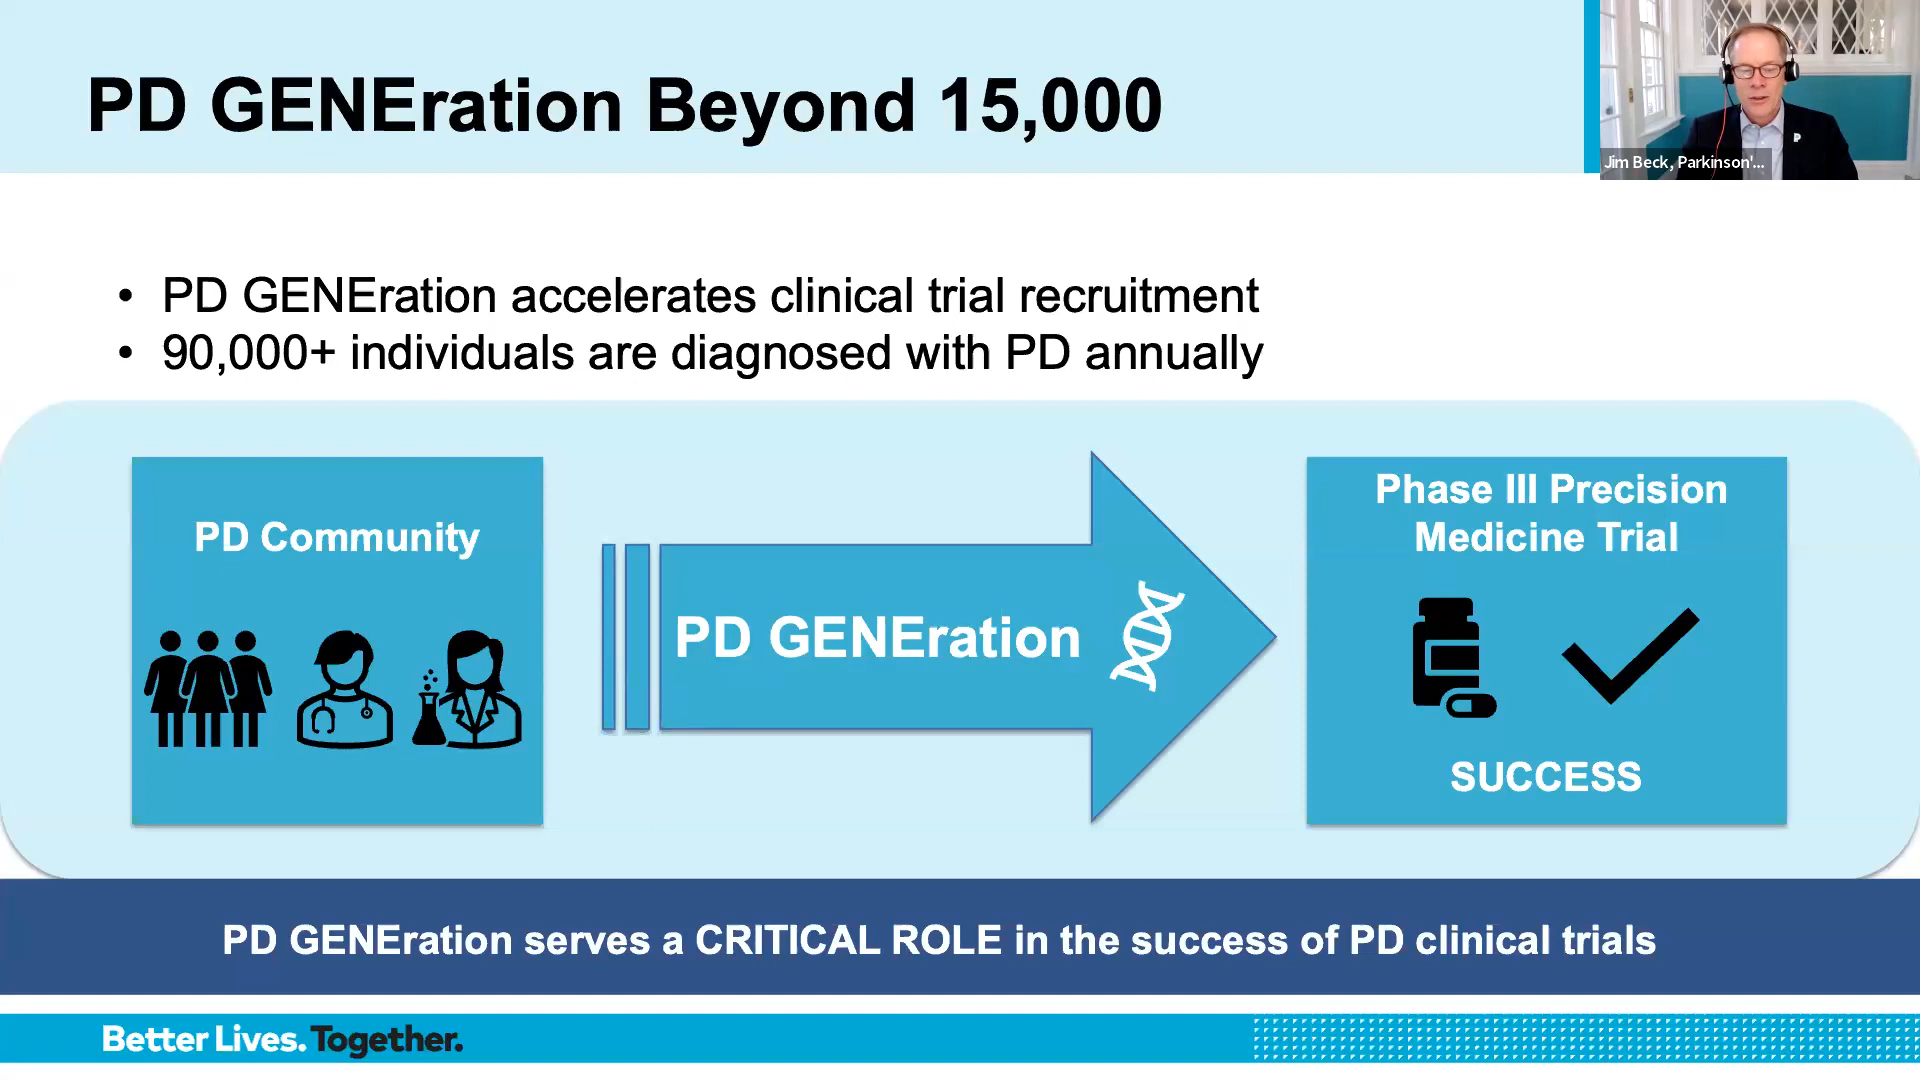 PD GENEration Beyond 15,000
Jim Beck, Parkinson'...
• PD GENEration accelerates clinical trial recruitment
• 90,000+ individuals are diagnosed with PD annually
PD Community
PD GENEration
Phase III Precision
Medicine Trial
SUCCESS
PD GENEration serves a CRITICAL ROLE in the success of PD clinical trials
Better Lives. Together.